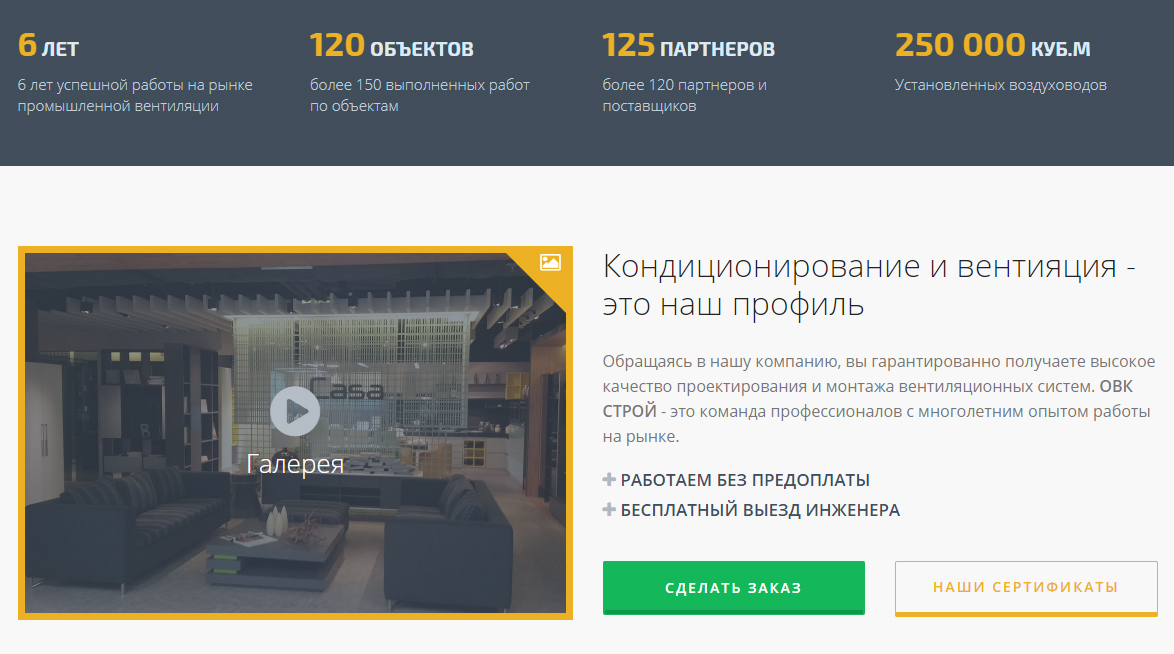 6 ЛЕТ
120 ОБЪЕКТОВ
125 ПАРТНЕРОВ
250 000 КУБ.М
6 лет успешной работы на рынке
промышленной вентиляции
более 150 выполненных работ
по объектам
более 120 партнеров и
поставщиков
Установленных воздуховодов
Casa
Галерея
Кондиционирование и вентияция -
это наш профиль
Обращаясь в нашу компанию, вы гарантированно получаете высокое
качество проектирования и монтажа вентиляционных систем. ОВК
СТРОЙ - это команда профессионалов с многолетним опытом работы
на рынке.
РАБОТАЕМ БЕЗ ПРЕДОПЛАТЫ
БЕСПЛАТНЫЙ ВЫЕЗД ИНЖЕНЕРА
СДЕЛАТЬ ЗАКАЗ
НАШИ СЕРТИФИКАТЫ